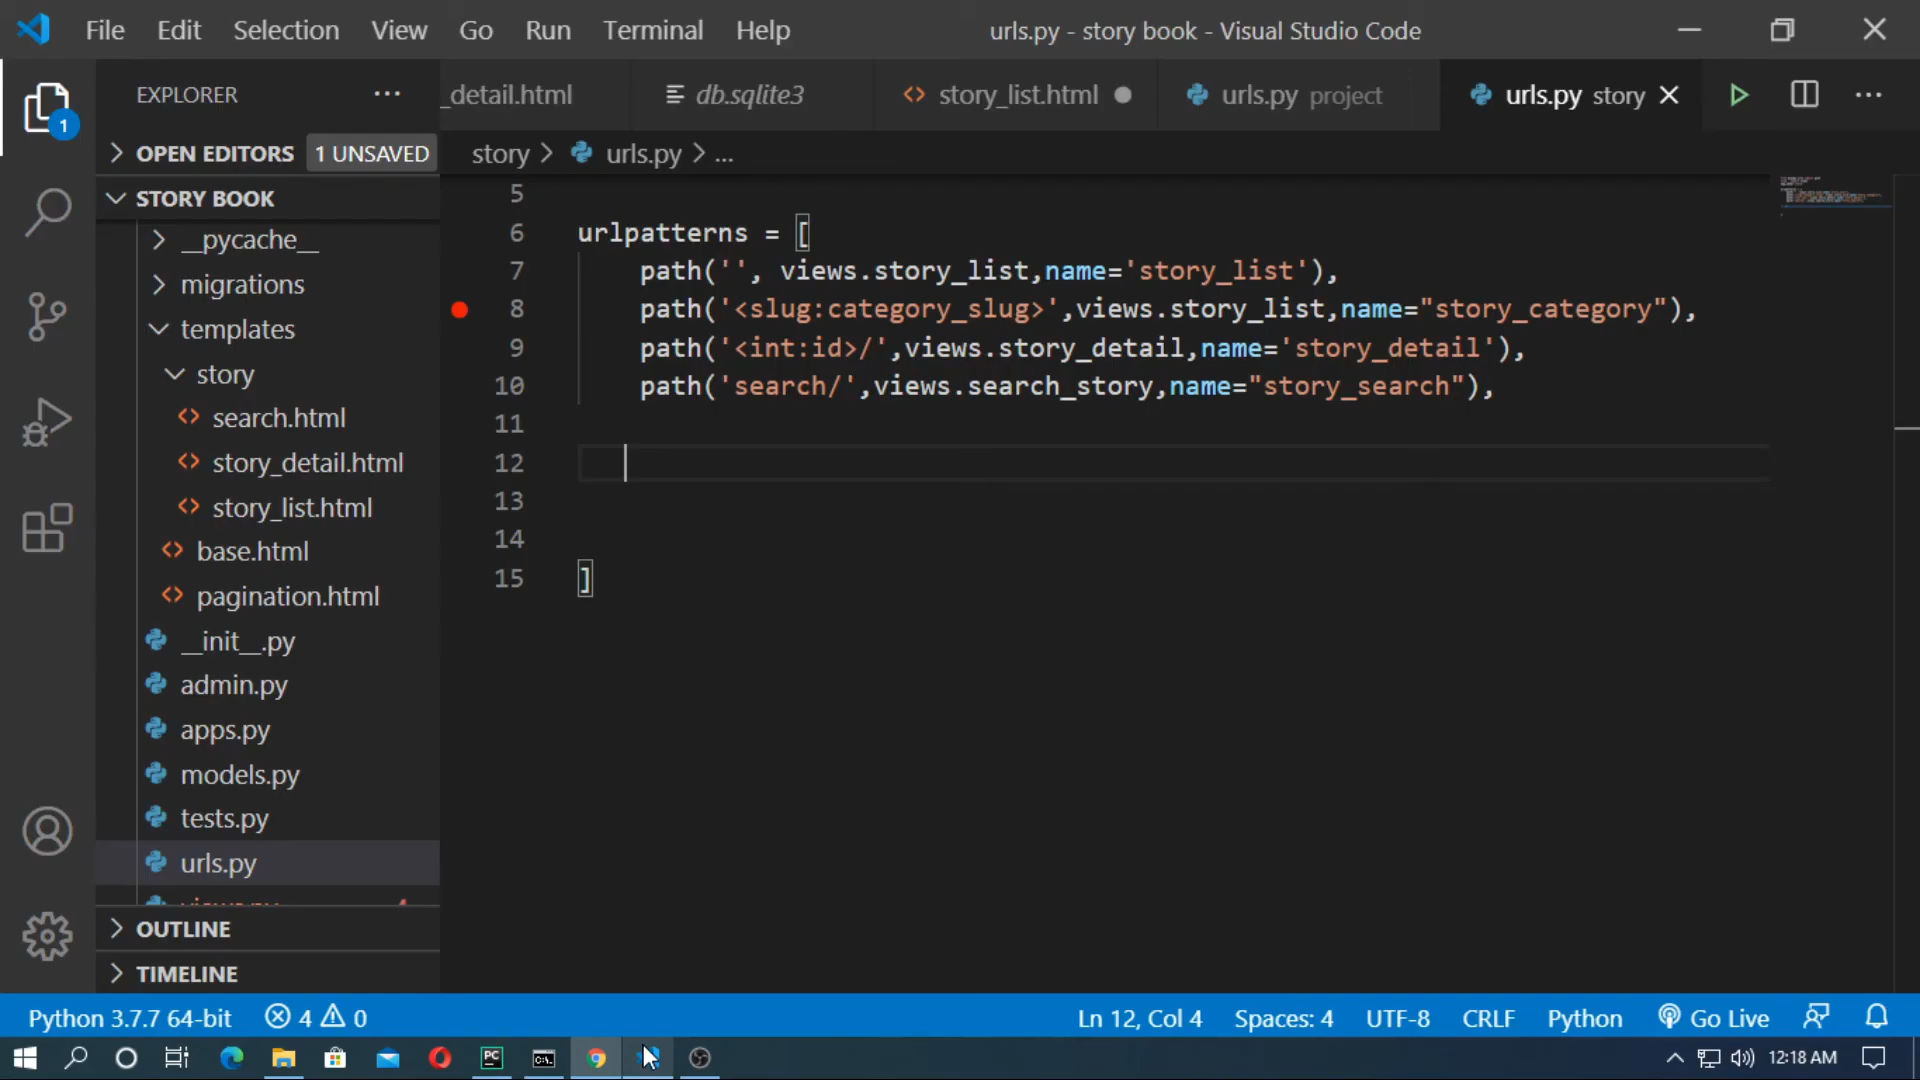 File Edit Selection View Go Run Terminal Help urls.py - story book - Visual Studio Code
EXPLORER ... _detail.html db.sqlite3 story_list.html urls.py project urls.py story
1
OPEN EDITORS 1 UNSAVED story > urls.py > ...
STORY BOOK
__pycache__
migrations
templates
story
search.html
story_detail.html
story_list.html
base.html
pagination.html
__init__.py
admin.py
apps.py
models.py
tests.py
urls.py
OUTLINE
TIMELINE
5
6 urlpatterns = [
7 path('', views.story_list,name='story_list'),
8 path('<slug:category_slug>',views.story_list,name="story_category"),
9 path('<int:id>/',views.story_detail,name='story_detail'),
10 path('search/',views.search_story,name="story_search"),
11
12
13
14
15 ]
Python 3.7.7 64-bit 4 0 Ln 12, Col 4 Spaces: 4 UTF-8 CRLF Python Go Live
PC C:\. 12:18 AM